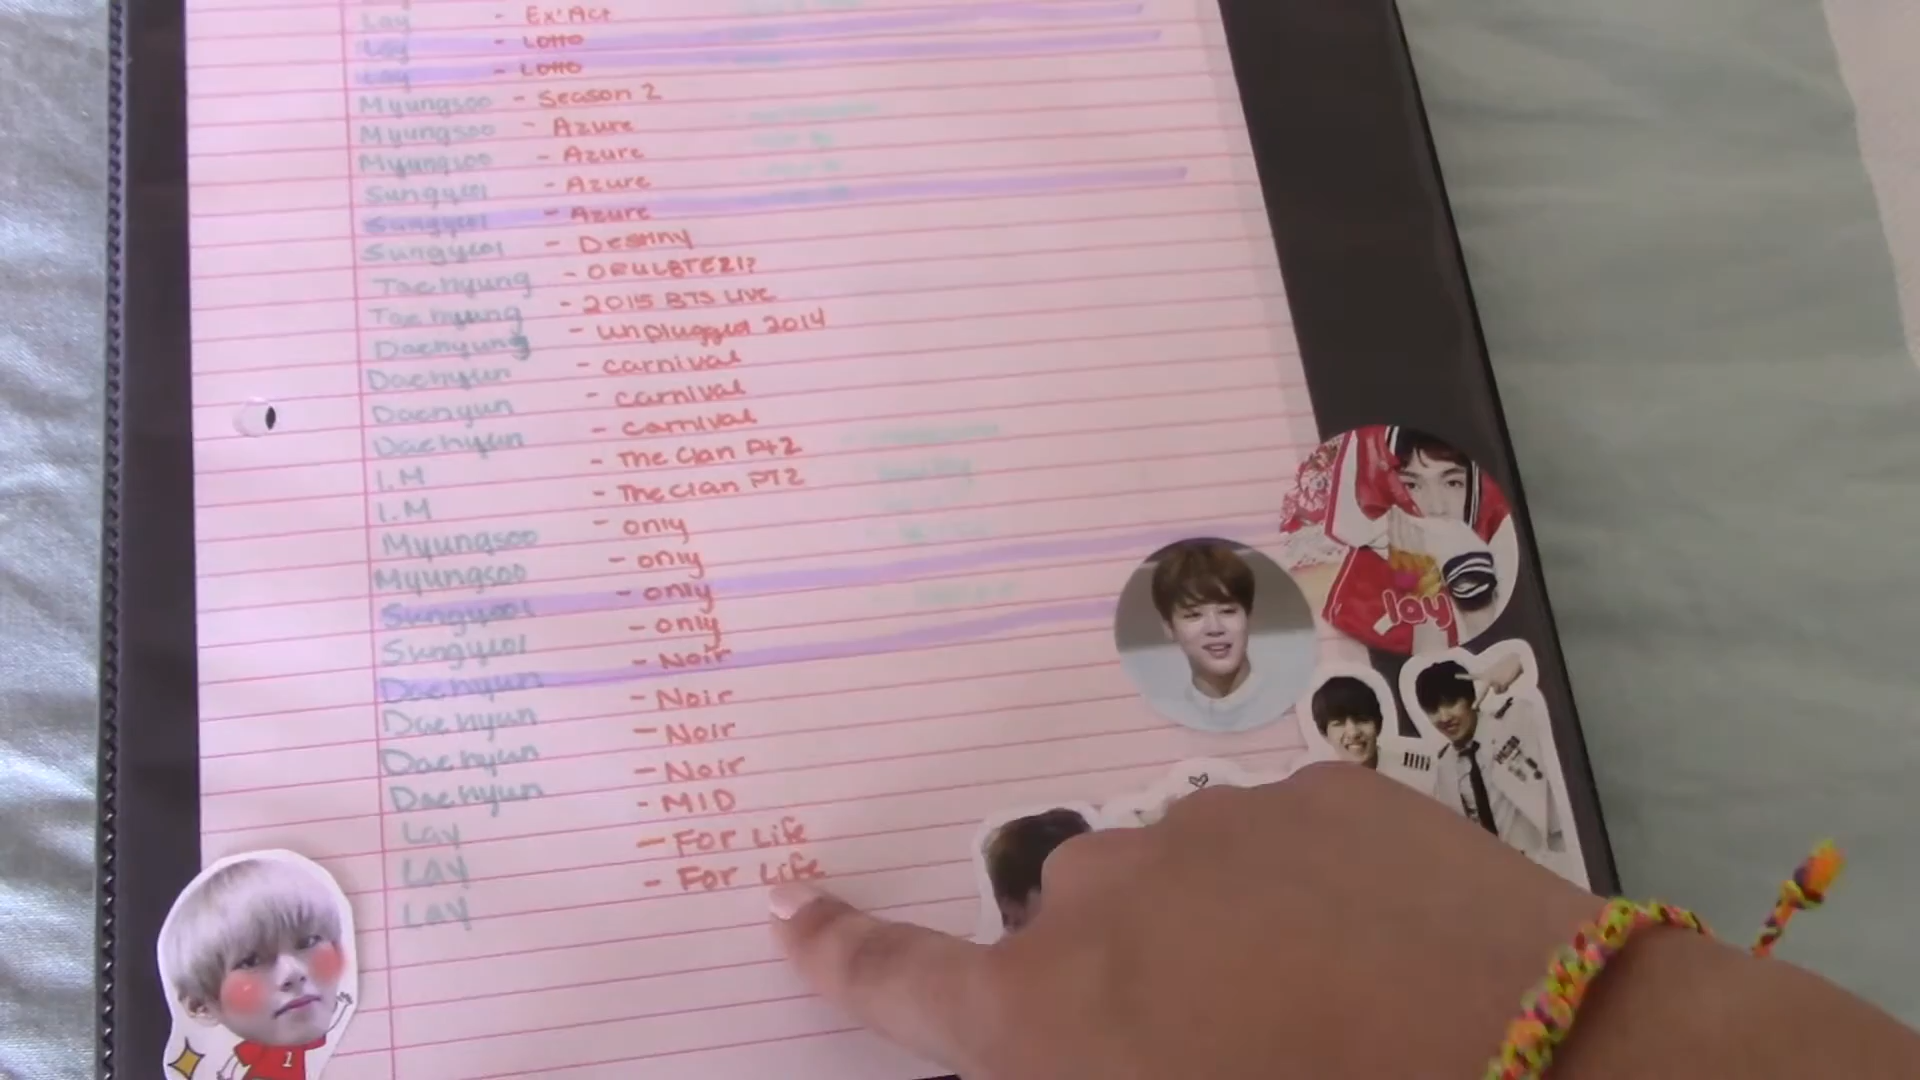 Lay - Ex'Act
Lay - Lotto
Lay - Lotto
Myungsoo - Season 2
Myungsoo - Azure
Myungsoo - Azure
Sungyeol - Azure
Sungyeol - Azure
Sungyeol - Destiny
Taehyung - ORUL8TE21?
Taehyung - 2015 BTS LIVE
Daehyung - unplugged 2014
Daehyun - carnival
Daehyun - carnival
Daehyun - carnival
I.M - The Clan Pt2
I.M - The Clan PT2
Myungsoo - only
Myungsoo - only
Sungyeol - only
Sungyeol - only
Daehyun - Noir
Daehyun - Noir
Daehyun - Noir
Daehyun - Noir
Lay - MID
LAY - For Life
LAY - For Life
lay
1